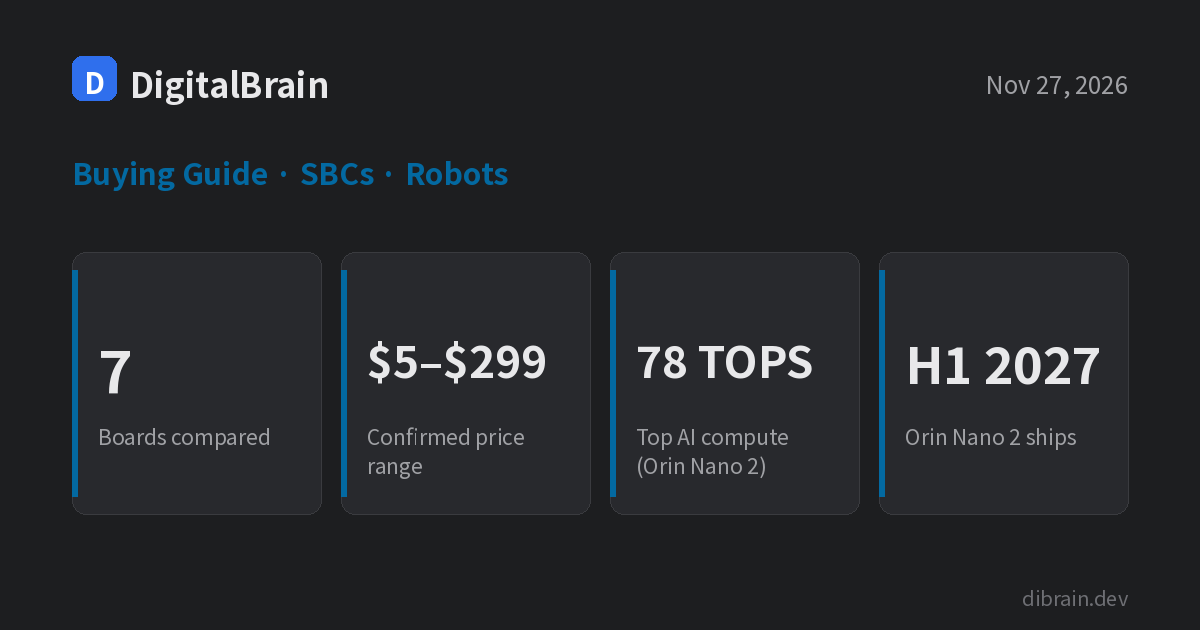 D DigitalBrain
Nov 27, 2026
Buying Guide · SBCs · Robots
7
Boards compared
$5–$299
Confirmed price
range
78 TOPS
Top AI compute
(Orin Nano 2)
H1 2027
Orin Nano 2 ships
dibrain.dev